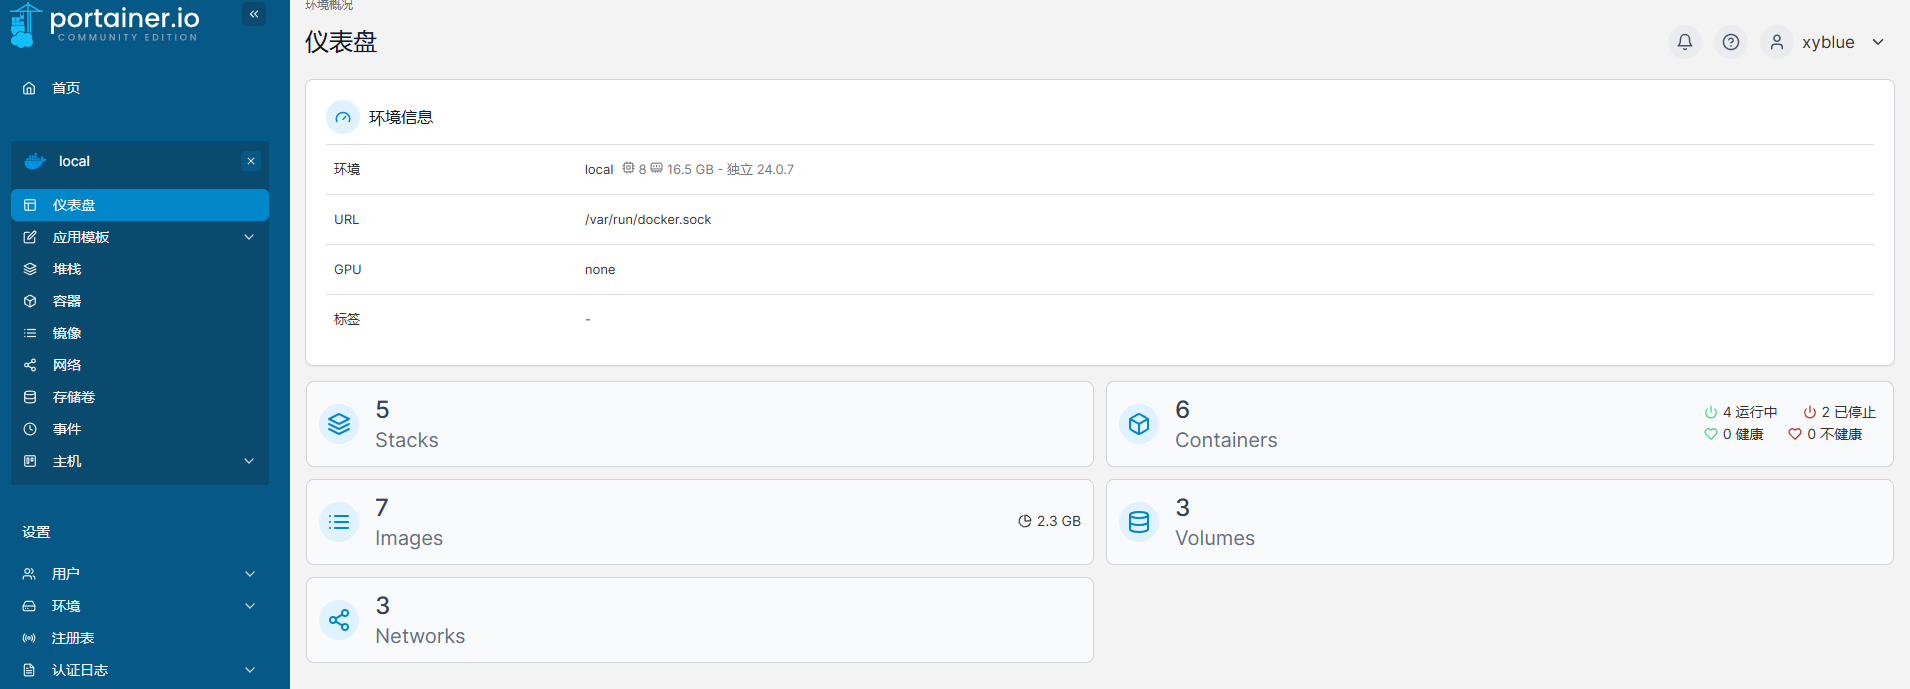 portainer.io
COMMUNITY EDITION
首页
local
仪表盘
应用模板
堆栈
容器
镜像
网络
存储卷
事件
主机
设置
用户
环境
注册表
认证日志
环境概况
仪表盘
xyblue
环境信息
环境 local 8 16.5 GB - 独立 24.0.7
URL /var/run/docker.sock
GPU none
标签 -
5
Stacks
6
Containers
4 运行中 2 已停止
0 健康 0 不健康
7
Images
2.3 GB
3
Volumes
3
Networks